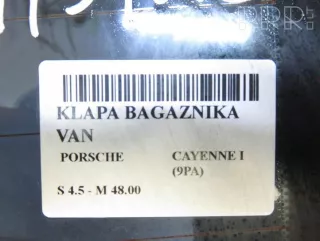 KLAPA BAGAZNIKA
VAN
PORSCHE CAYENNE I
(9PA)
S 4.5 - M 48.00